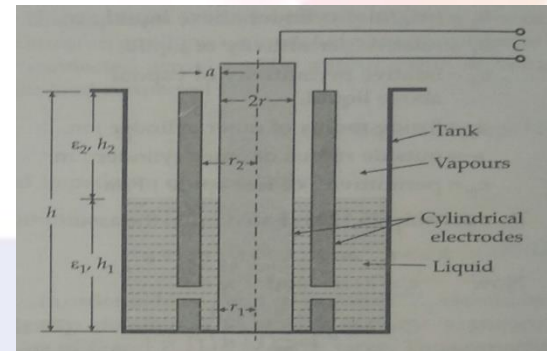 C
a
2r
r₂
ε₂, h₂
h
ε₁, h₁
r₁
Tank
Vapours
Cylindrical
electrodes
Liquid